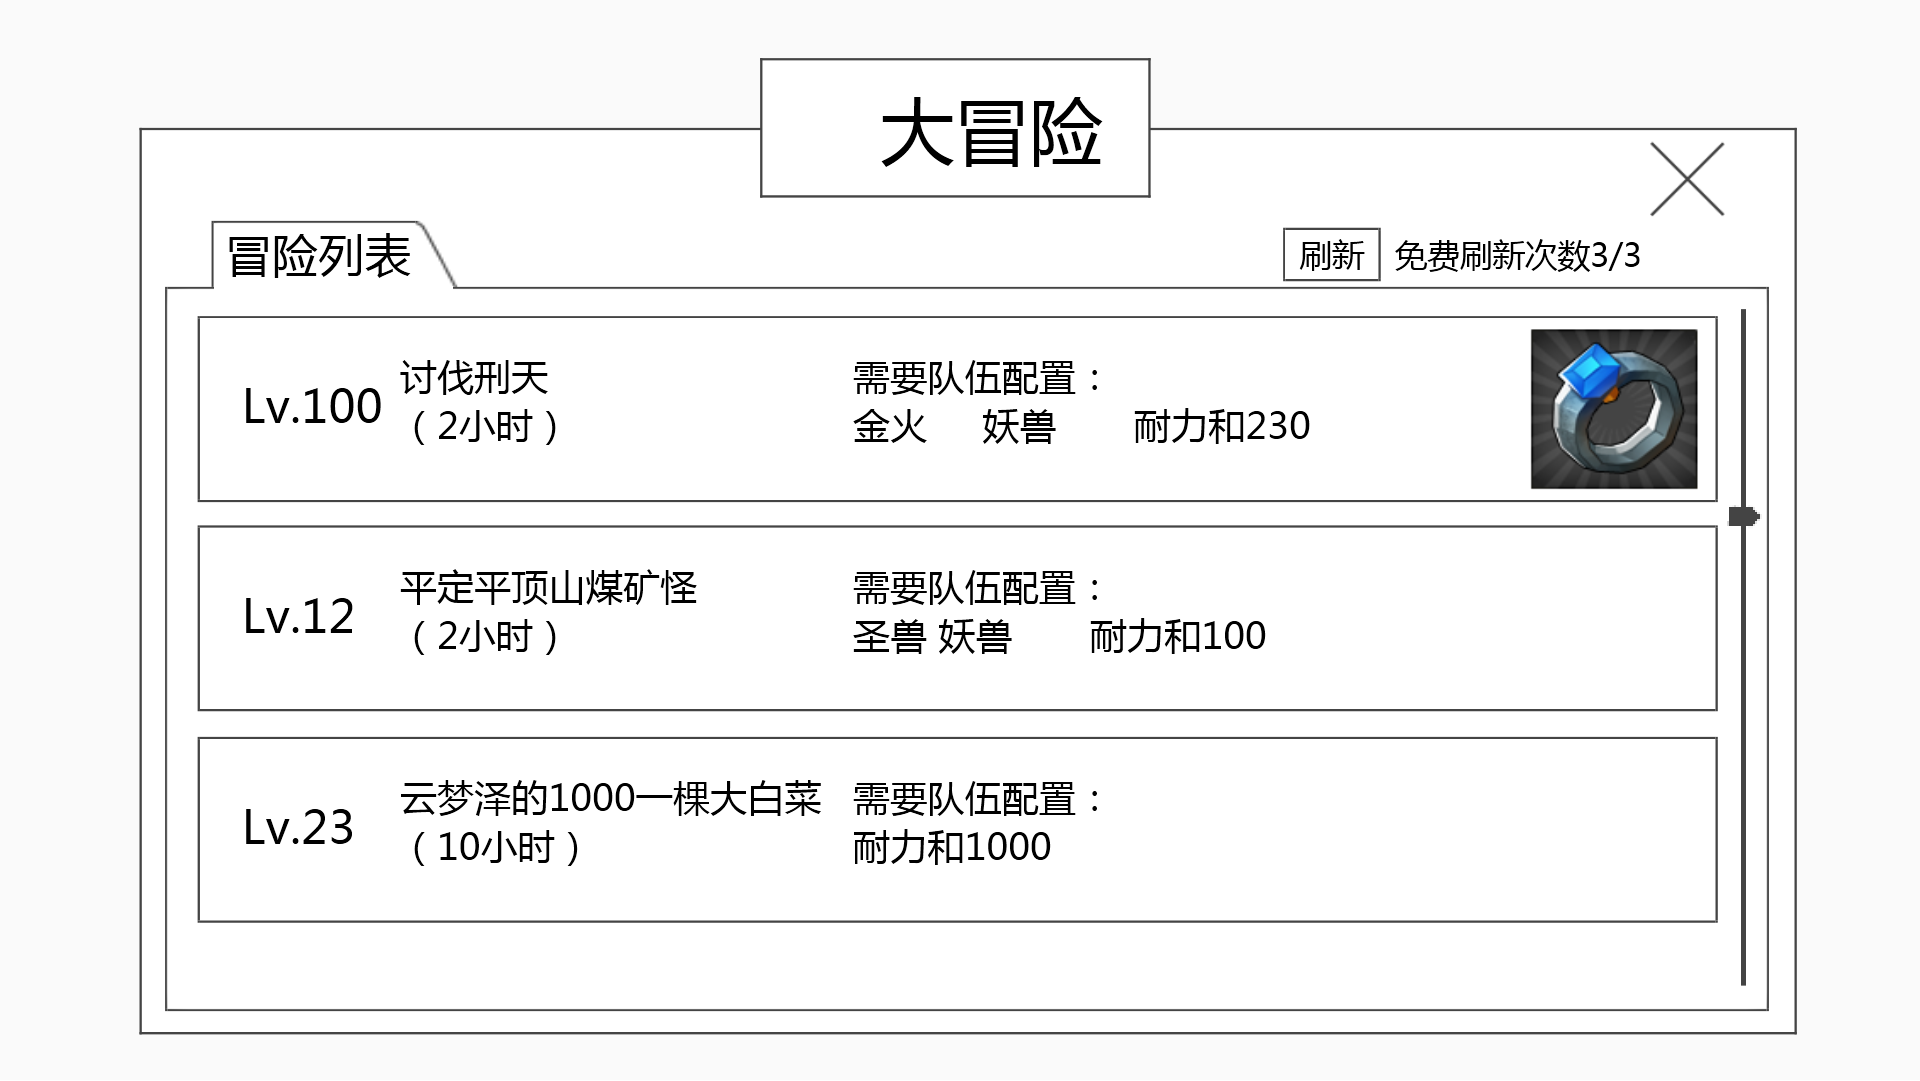 大冒险
冒险列表
刷新 免费刷新次数3/3
Lv.100
讨伐刑天
（2小时）
需要队伍配置：
金火 妖兽 耐力和230
Lv.12
平定平顶山煤矿怪
（2小时）
需要队伍配置：
圣兽 妖兽 耐力和100
Lv.23
云梦泽的1000一棵大白菜
（10小时）
需要队伍配置：
耐力和1000